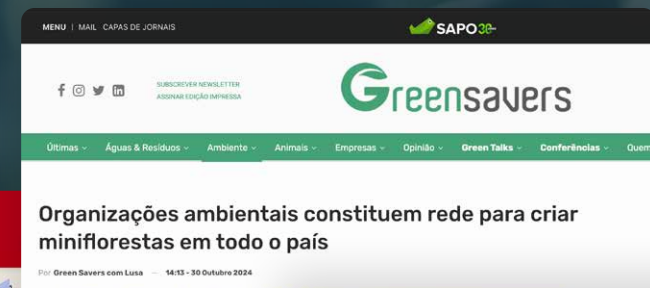 MENU | MAIL CAPAS DE JORNAIS
SAPO
SUBSCREVER NEWSLETTER
ASSINAR EDIÇÃO IMPRESSA
Greensavers
Últimas Águas & Resíduos Ambiente Animais Empresas Opinião Green Talks Conferências Quem
Organizações ambientais constituem rede para criar
miniflorestas em todo o país
Por Green Savers com Lusa — 14:13 - 30 Outubro 2024